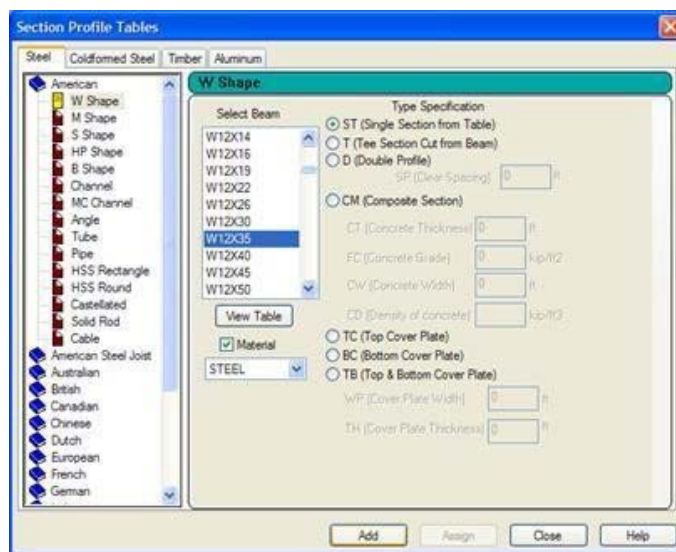 Section Profile Tables
Steel
Coldformed Steel
Timber
Aluminum
American
W Shape
M Shape
S Shape
HP Shape
B Shape
Channel
MC Channel
Angle
Tube
Pipe
HSS Rectangle
HSS Round
Castellated
Solid Rod
Cable
American Steel Joist
Australian
British
Canadian
Chinese
Dutch
European
French
German
W Shape
Select Beam
W12X14
W12X16
W12X19
W12X22
W12X26
W12X30
W12X35
W12X40
W12X45
W12X50
View Table
Material
STEEL
Type Specification
ST (Single Section from Table)
T (Tee Section Cut from Beam)
D (Double Profile)
SP (Clear Spacing) 0 ft
CM (Composite Section)
CT (Concrete Thickness) 0 ft
FC (Concrete Grade) 0 kip/ft2
CW (Concrete Width) 0 ft
CD (Density of concrete) kip/ft3
TC (Top Cover Plate)
BC (Bottom Cover Plate)
TB (Top & Bottom Cover Plate)
WP (Cover Plate Width) 0 ft
TH (Cover Plate Thickness) 0 ft
Add
Assign
Close
Help